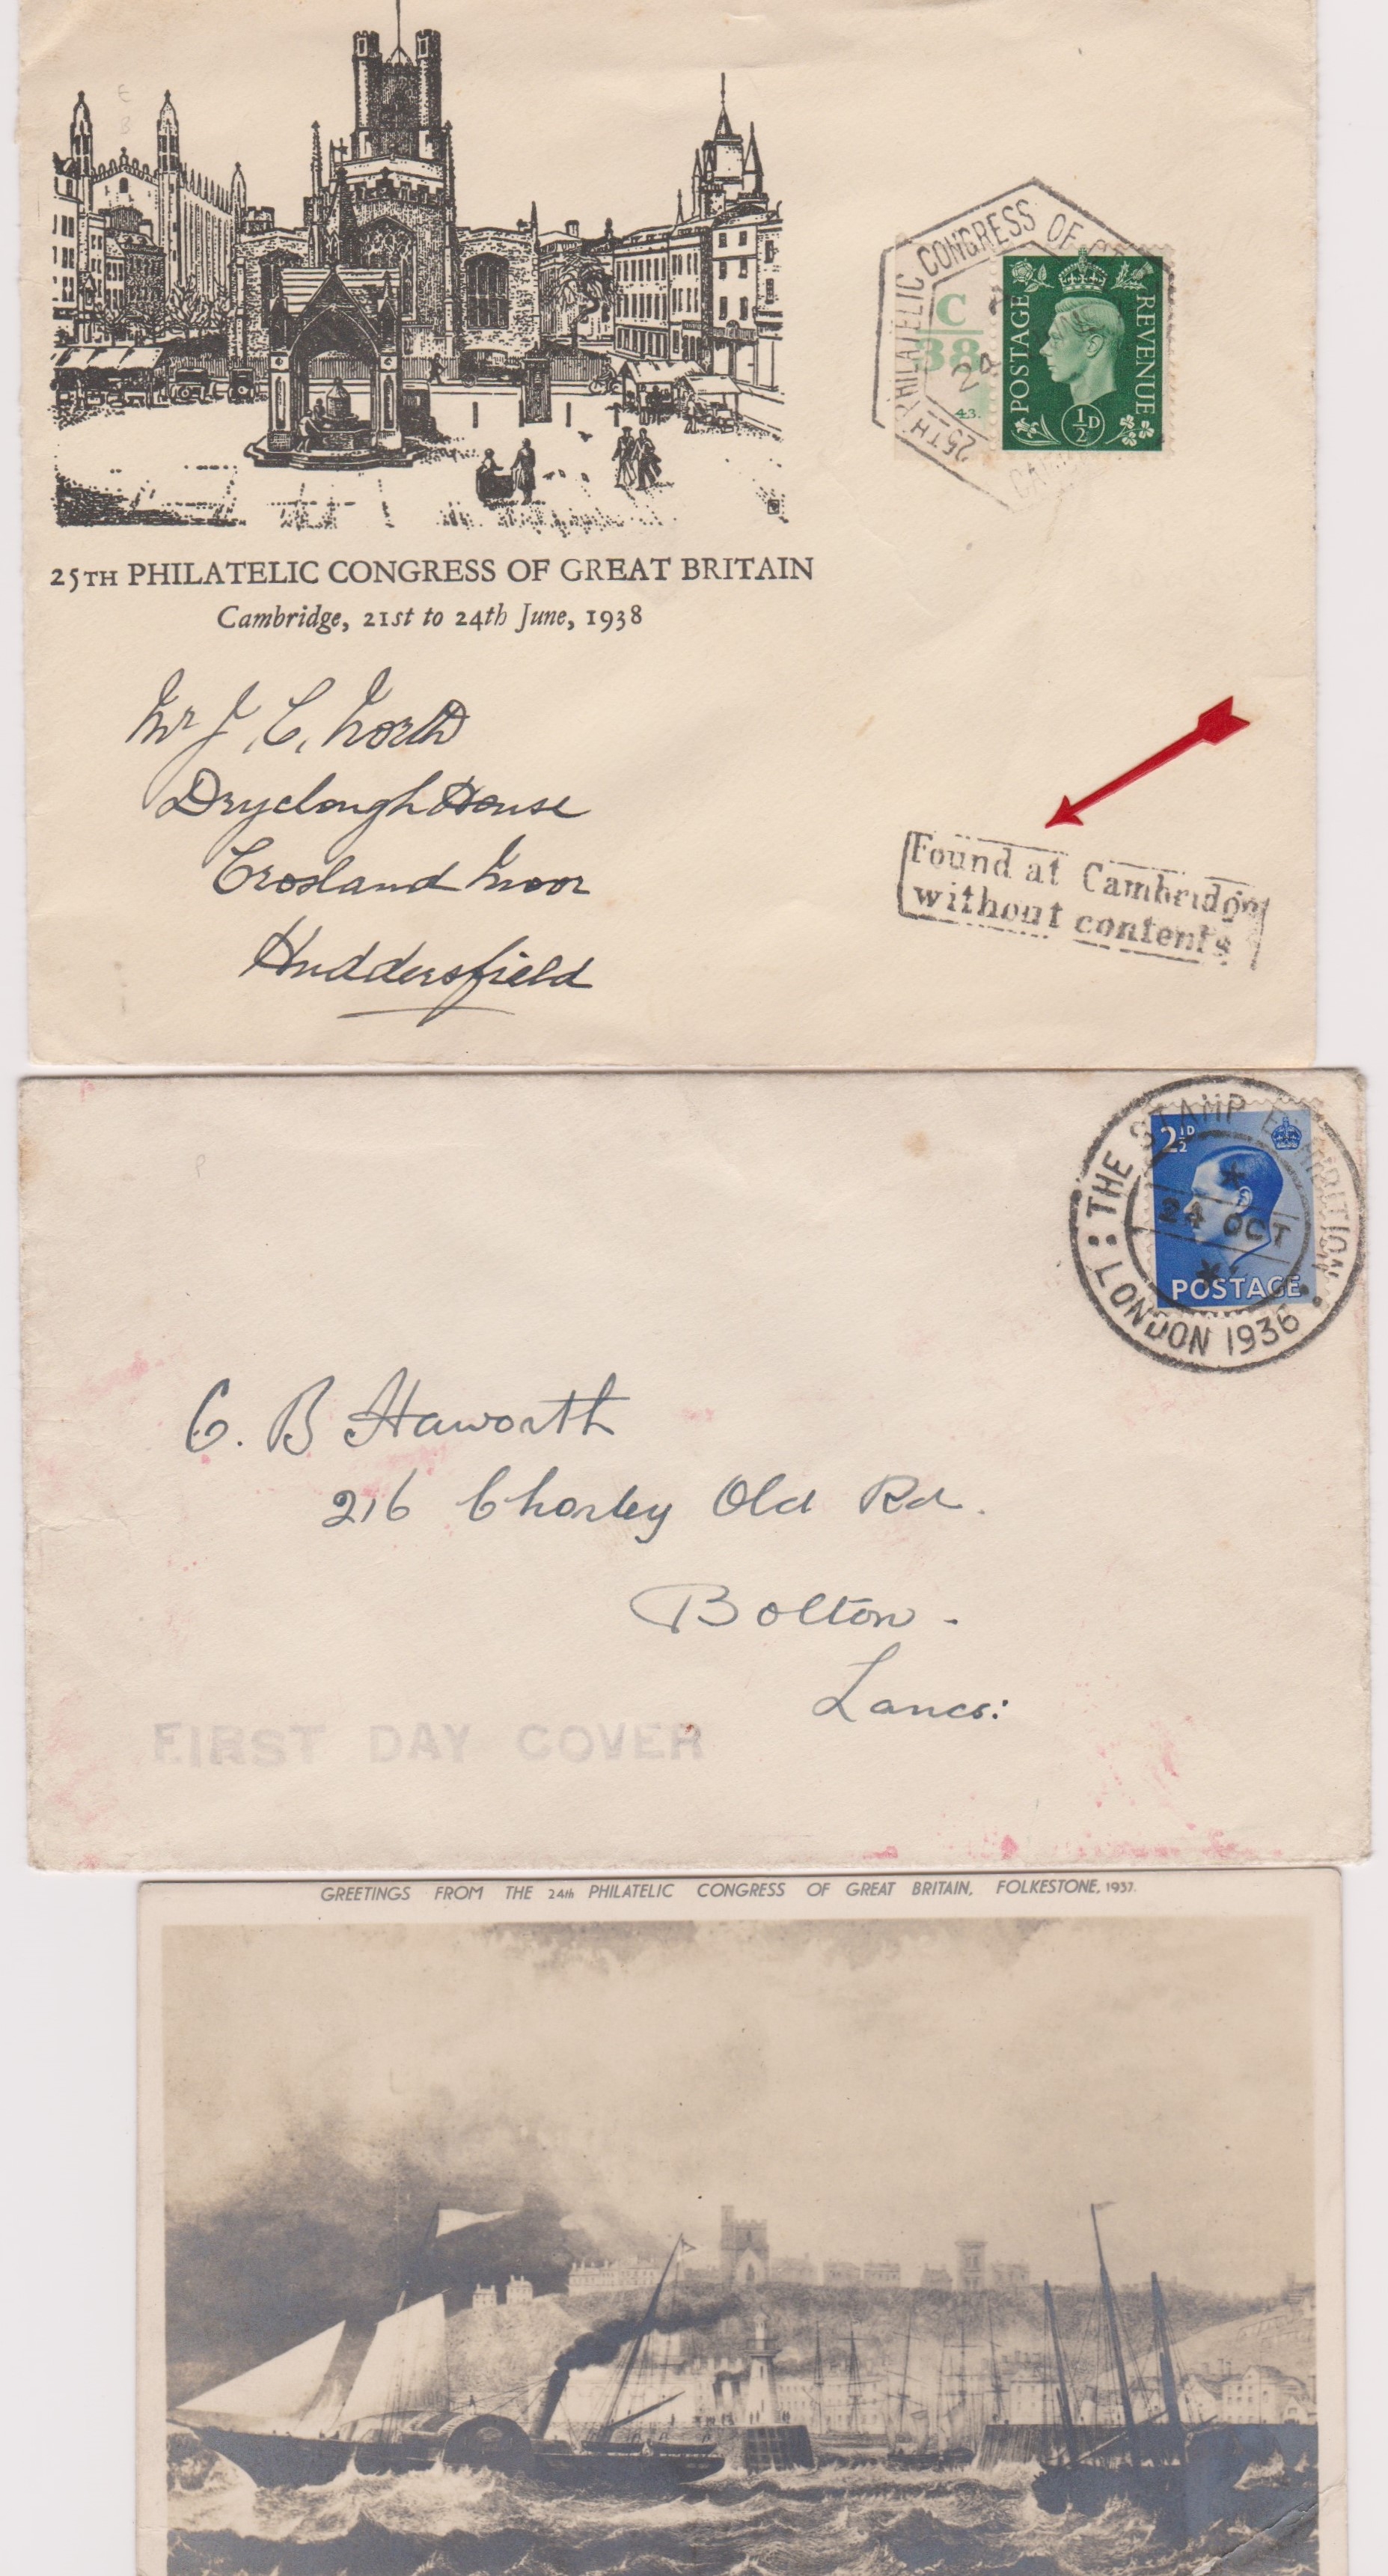 25TH PHILATELIC CONGRESS OF
C
38
43.
POSTAGE
REVENUE
½D
25TH PHILATELIC CONGRESS OF GREAT BRITAIN
Cambridge, 21st to 24th June, 1938
Mr J. C. North
Dryclough House
Crosland Moor
Huddersfield
Found at Cambridge
without contents
THE STAMP EXHIBITION
24 OCT
LONDON 1936
2½D
POSTAGE
C. B Haworth
216 Chorley Old Rd.
Bolton -
Lancs:
FIRST DAY COVER
GREETINGS FROM THE 24th PHILATELIC CONGRESS OF GREAT BRITAIN, FOLKESTONE, 1937.